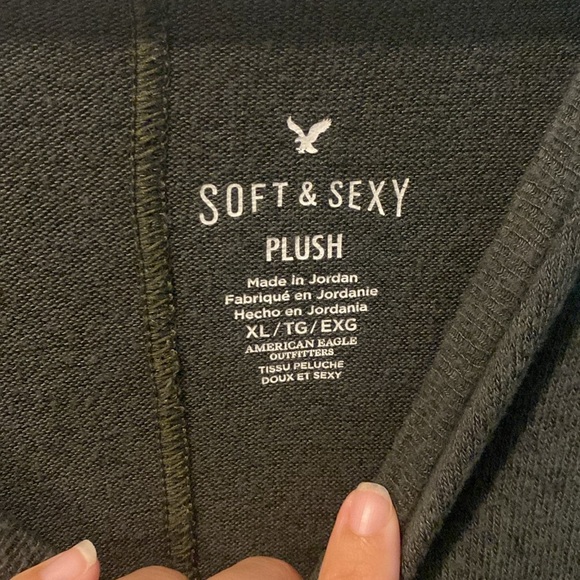 SOFT & SEXY
PLUSH
Made in Jordan
Fabriqué en Jordanie
Hecho en Jordania
XL / TG / EXG
AMERICAN EAGLE
OUTFITTERS
TISSU PELUCHE
DOUX ET SEXY